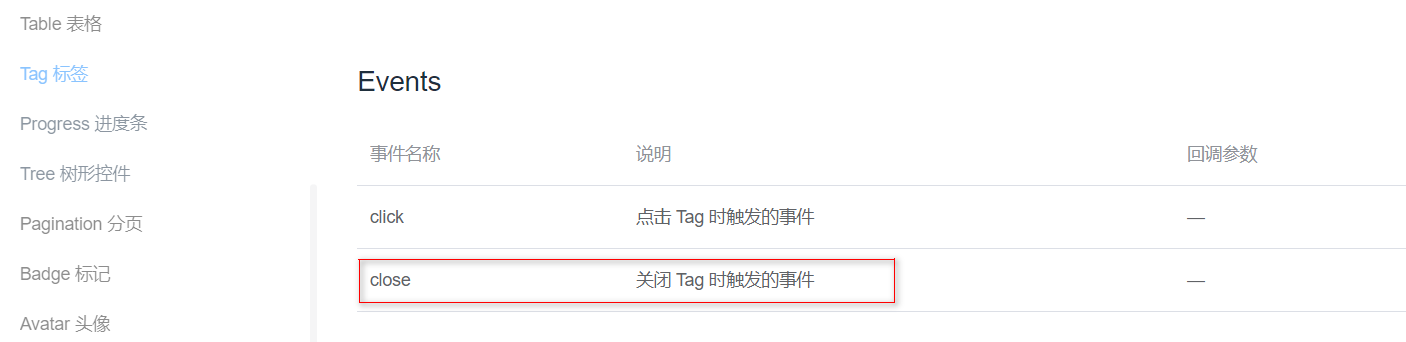 Table 表格
Tag 标签
Progress 进度条
Tree 树形控件
Pagination 分页
Badge 标记
Avatar 头像
Events
事件名称 说明 回调参数
click 点击 Tag 时触发的事件 —
close 关闭 Tag 时触发的事件 —